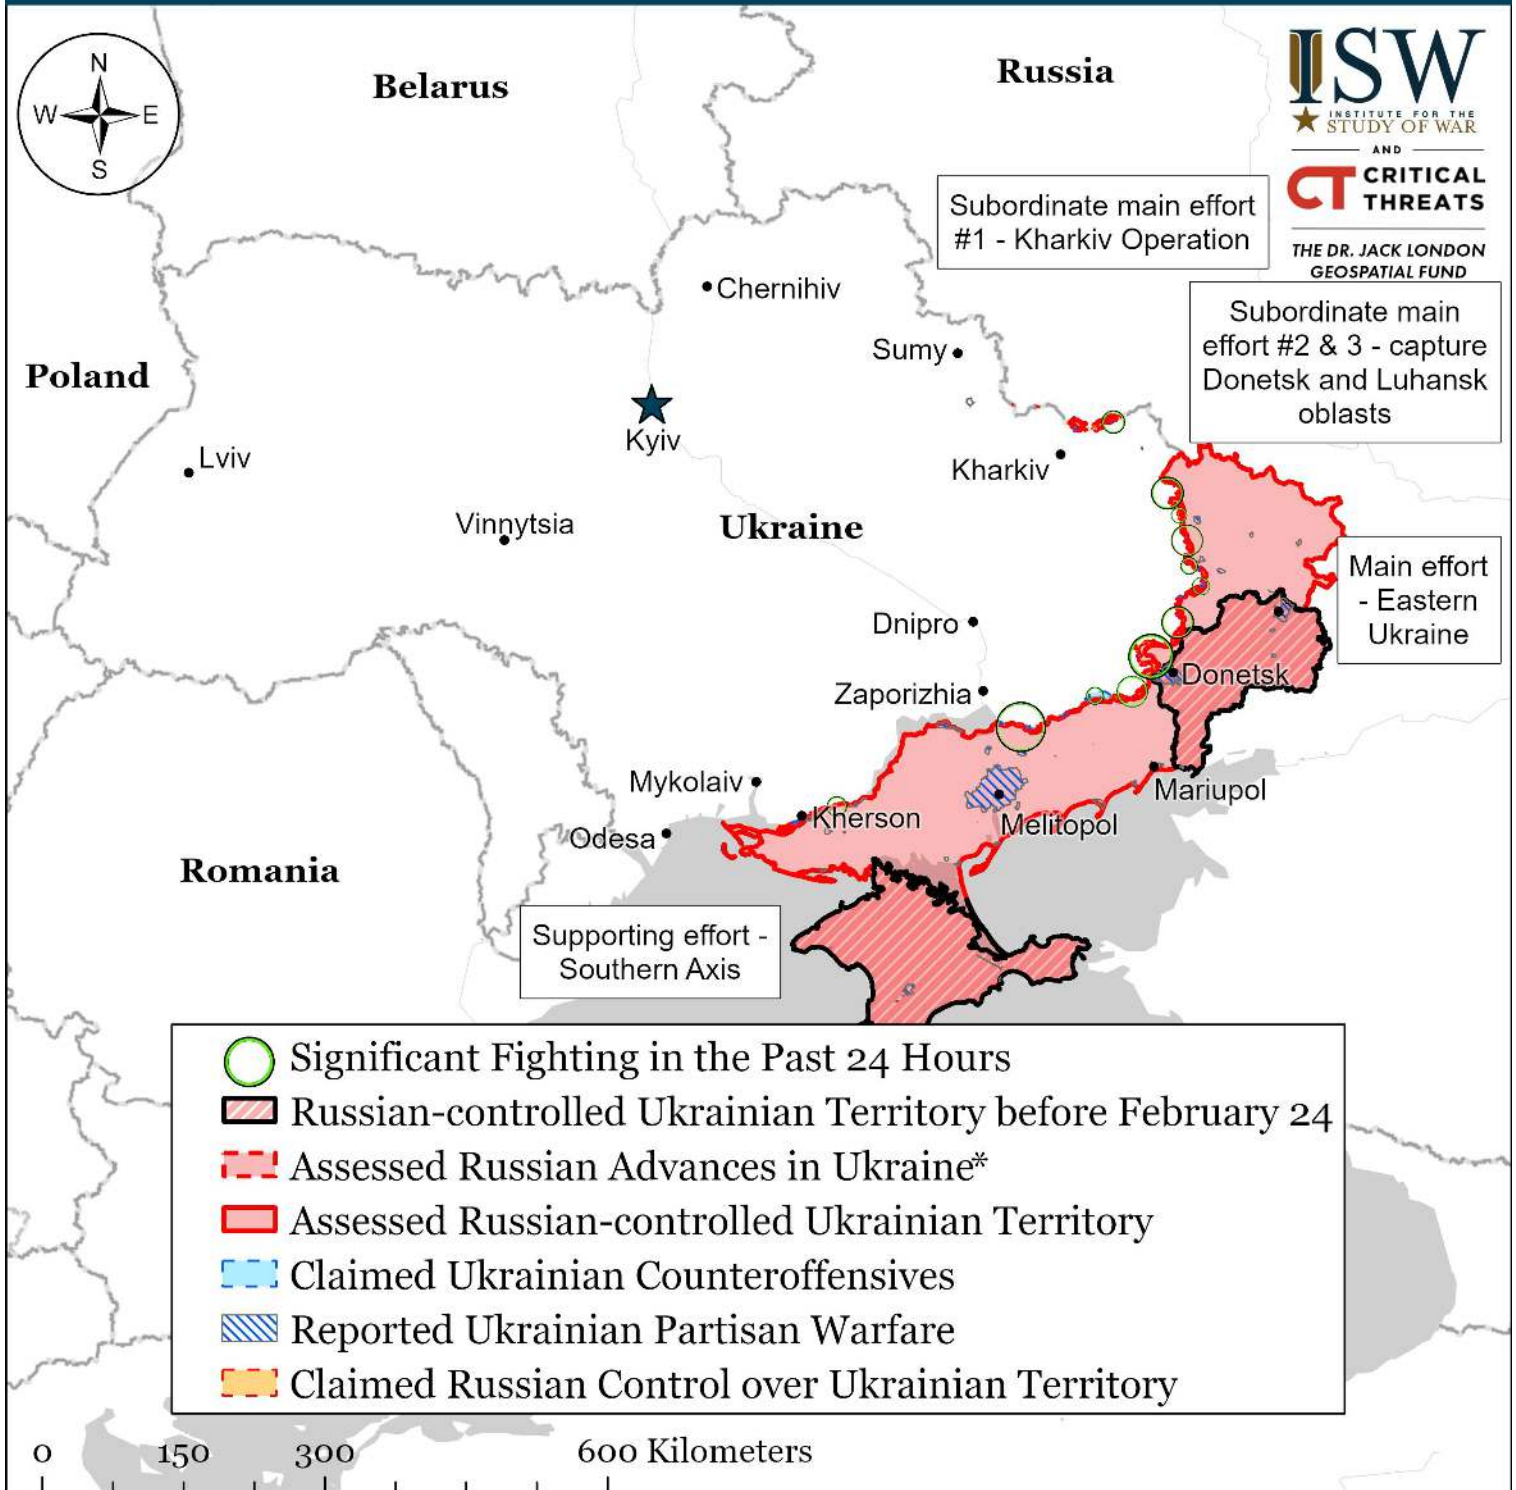 N
W
E
S
Belarus
Russia
ISW
INSTITUTE FOR THE
STUDY OF WAR
AND
CT CRITICAL
THREATS
THE DR. JACK LONDON
GEOSPATIAL FUND
Subordinate main effort
#1 - Kharkiv Operation
Chernihiv
Subordinate main
effort #2 & 3 - capture
Donetsk and Luhansk
oblasts
Sumy
Poland
Kyiv
Lviv
Kharkiv
Vinnytsia
Ukraine
Main effort
- Eastern
Ukraine
Dnipro
Donetsk
Zaporizhia
Mykolaiv
Mariupol
Kherson
Melitopol
Odesa
Romania
Supporting effort -
Southern Axis
Significant Fighting in the Past 24 Hours
Russian-controlled Ukrainian Territory before February 24
Assessed Russian Advances in Ukraine*
Assessed Russian-controlled Ukrainian Territory
Claimed Ukrainian Counteroffensives
Reported Ukrainian Partisan Warfare
Claimed Russian Control over Ukrainian Territory
0 150 300 600 Kilometers